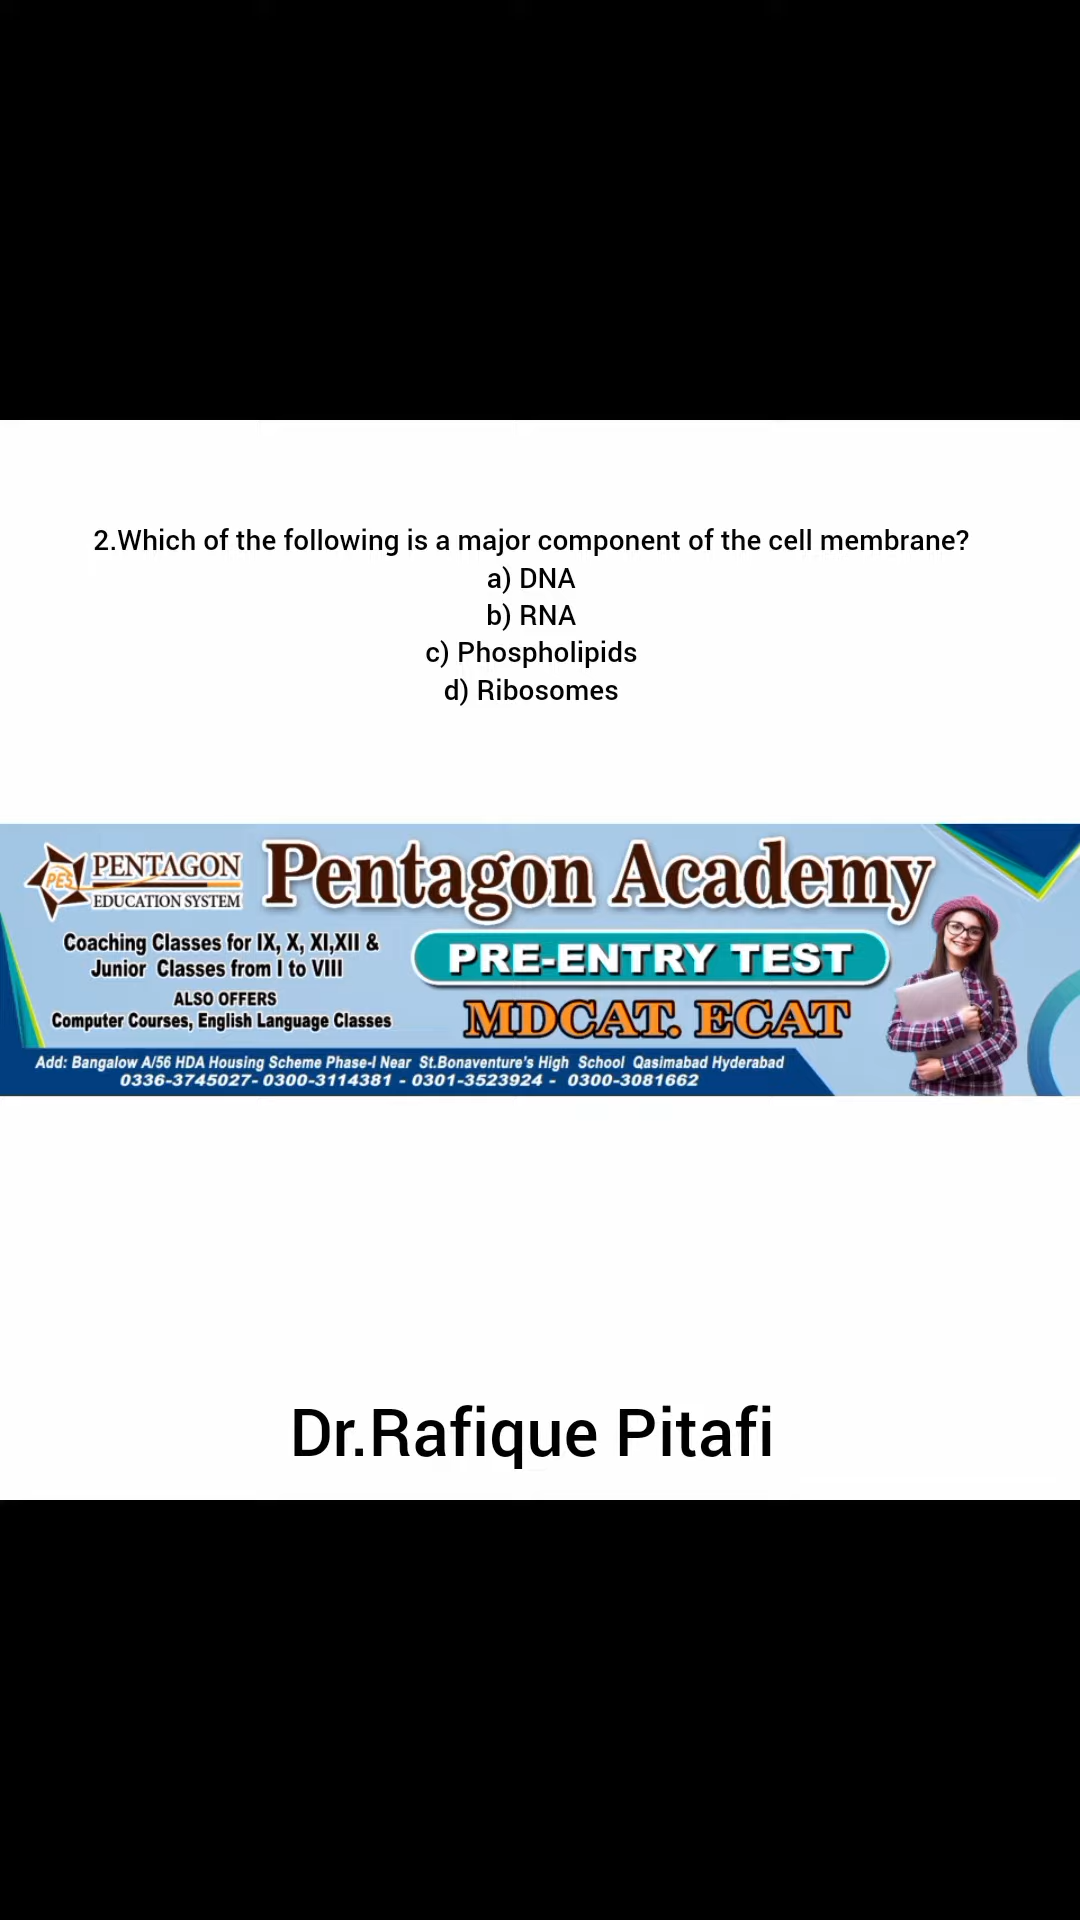 2.Which of the following is a major component of the cell membrane?
a) DNA
b) RNA
c) Phospholipids
d) Ribosomes
PES
PENTAGON
EDUCATION SYSTEM
Pentagon Academy
Coaching Classes for IX, X, XI,XII &
Junior Classes from I to VIII
ALSO OFFERS
Computer Courses, English Language Classes
PRE-ENTRY TEST
MDCAT. ECAT
Add: Bangalow A/56 HDA Housing Scheme Phase-I Near St.Bonaventure's High School Qasimabad Hyderabad
0336-3745027- 0300-3114381 - 0301-3523924 - 0300-3081662
Dr.Rafique Pitafi